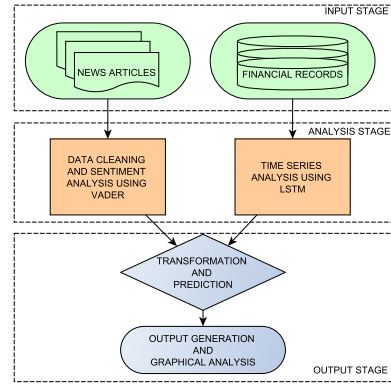 INPUT STAGE
NEWS ARTICLES
FINANCIAL RECORDS
ANALYSIS STAGE
DATA CLEANING
AND SENTIMENT
ANALYSIS USING
VADER
TIME SERIES
ANALYSIS USING
LSTM
TRANSFORMATION
AND
PREDICTION
OUTPUT GENERATION
AND
GRAPHICAL ANALYSIS
OUTPUT STAGE